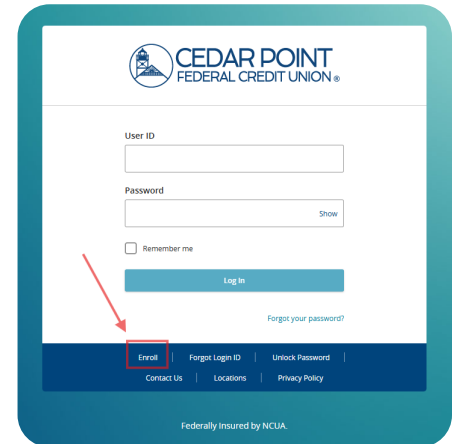 CEDAR POINT
FEDERAL CREDIT UNION ®
User ID
Password
Show
Remember me
Log In
Forgot your password?
Enroll | Forgot Login ID | Unlock Password |
Contact Us | Locations | Privacy Policy
Federally Insured by NCUA.